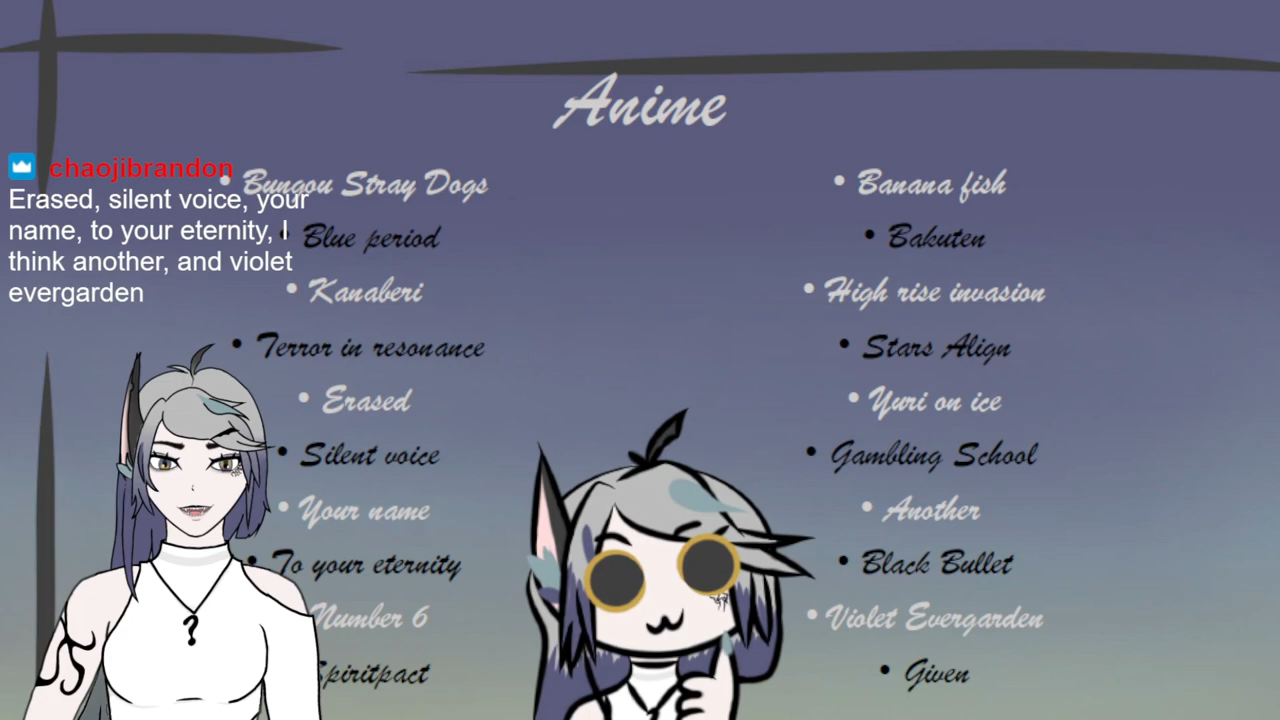 Anime
chaojibrandon
Erased, silent voice, your
name, to your eternity, I
think another, and violet
evergarden
• Bungou Stray Dogs
• Blue period
• Kanaberi
• Terror in resonance
• Erased
• Silent voice
• Your name
• To your eternity
Number 6
Spiritpact
• Banana fish
• Bakuten
• High rise invasion
• Stars Align
• Yuri on ice
• Gambling School
• Another
• Black Bullet
• Violet Evergarden
• Given
?